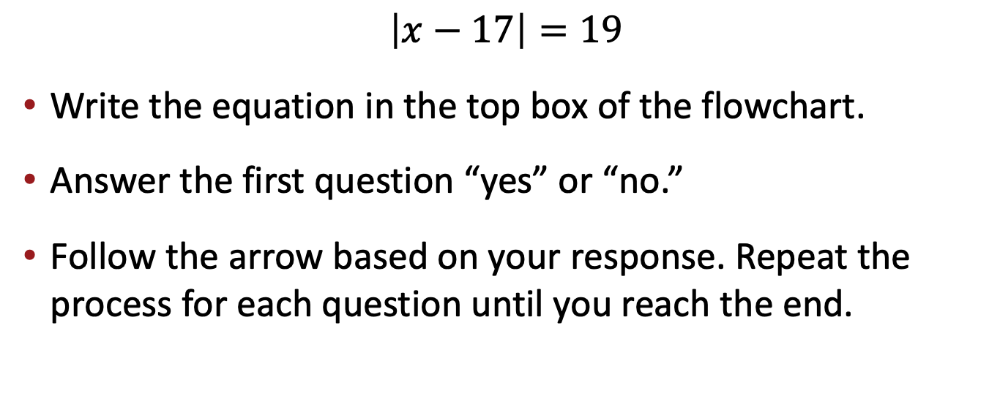 |x − 17| = 19
• Write the equation in the top box of the flowchart.
• Answer the first question “yes” or “no.”
• Follow the arrow based on your response. Repeat the
process for each question until you reach the end.